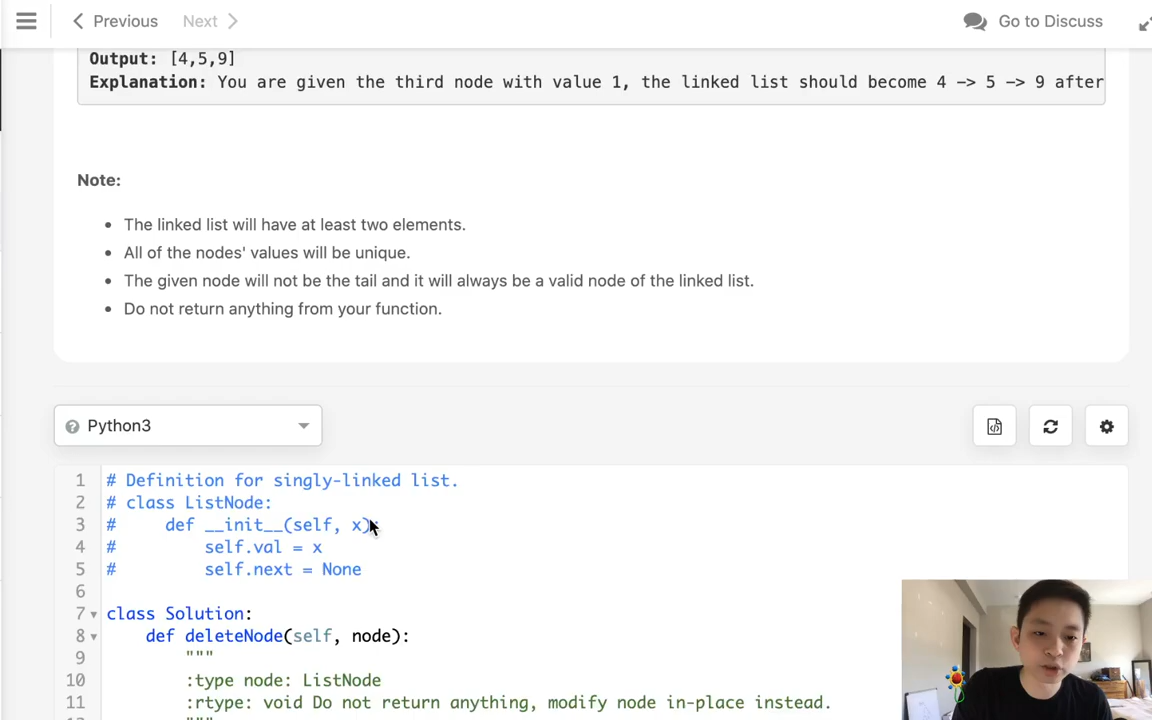 Previous Next Go to Discuss
Output: [4,5,9]
Explanation: You are given the third node with value 1, the linked list should become 4 -> 5 -> 9 after
Note:
• The linked list will have at least two elements.
• All of the nodes' values will be unique.
• The given node will not be the tail and it will always be a valid node of the linked list.
• Do not return anything from your function.
Python3
1 # Definition for singly-linked list.
2 # class ListNode:
3 #     def __init__(self, x):
4 #         self.val = x
5 #         self.next = None
6
7 class Solution:
8     def deleteNode(self, node):
9         """
10         :type node: ListNode
11         :rtype: void Do not return anything, modify node in-place instead.
"""